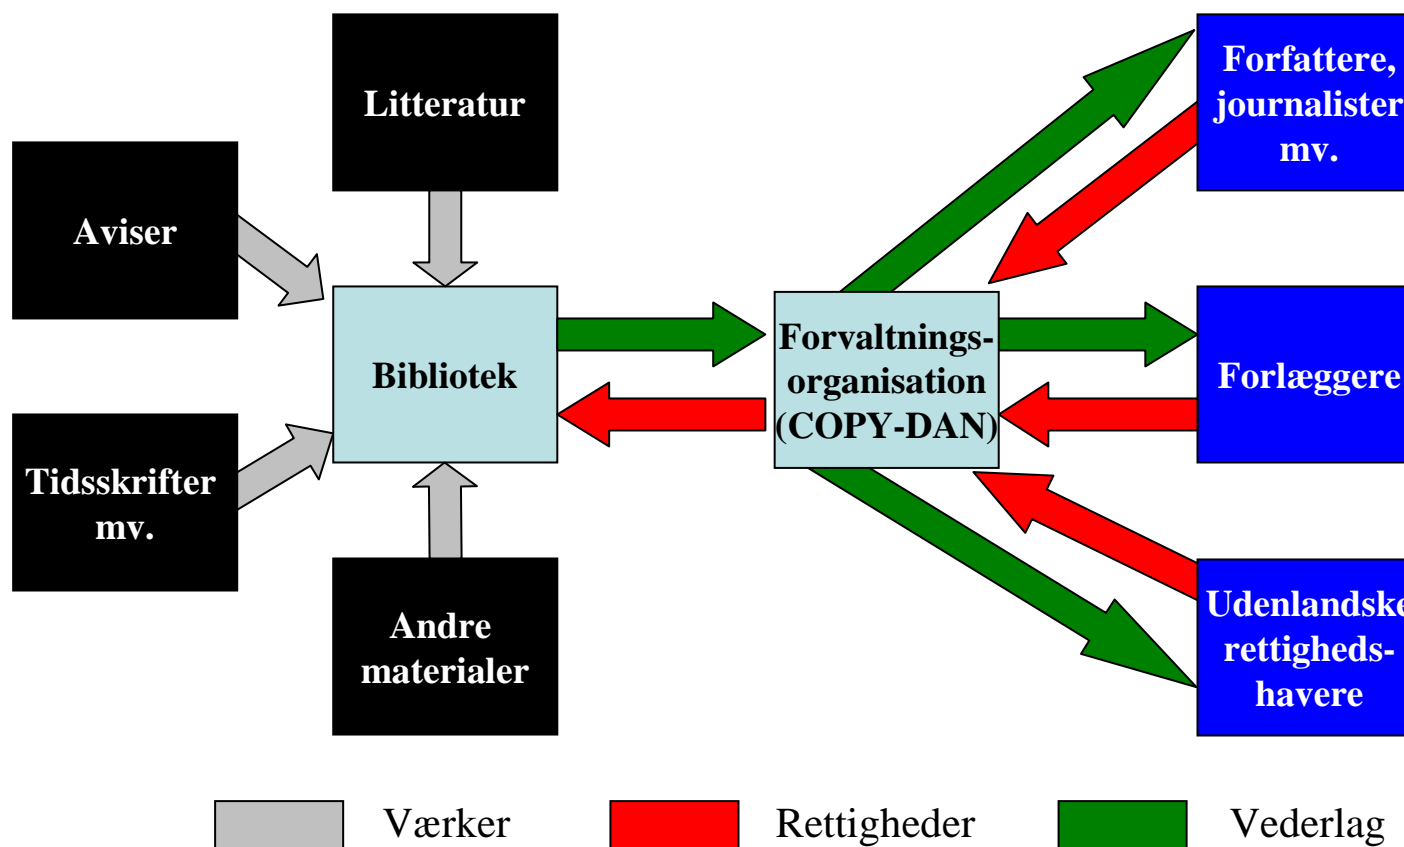 Litteratur
Aviser
Bibliotek
Tidsskrifter
mv.
Andre
materialer
Forvaltnings-
organisation
(COPY-DAN)
Forfattere,
journalister
mv.
Forlæggere
Udenlandske
rettigheds-
havere
Værker
Rettigheder
Vederlag